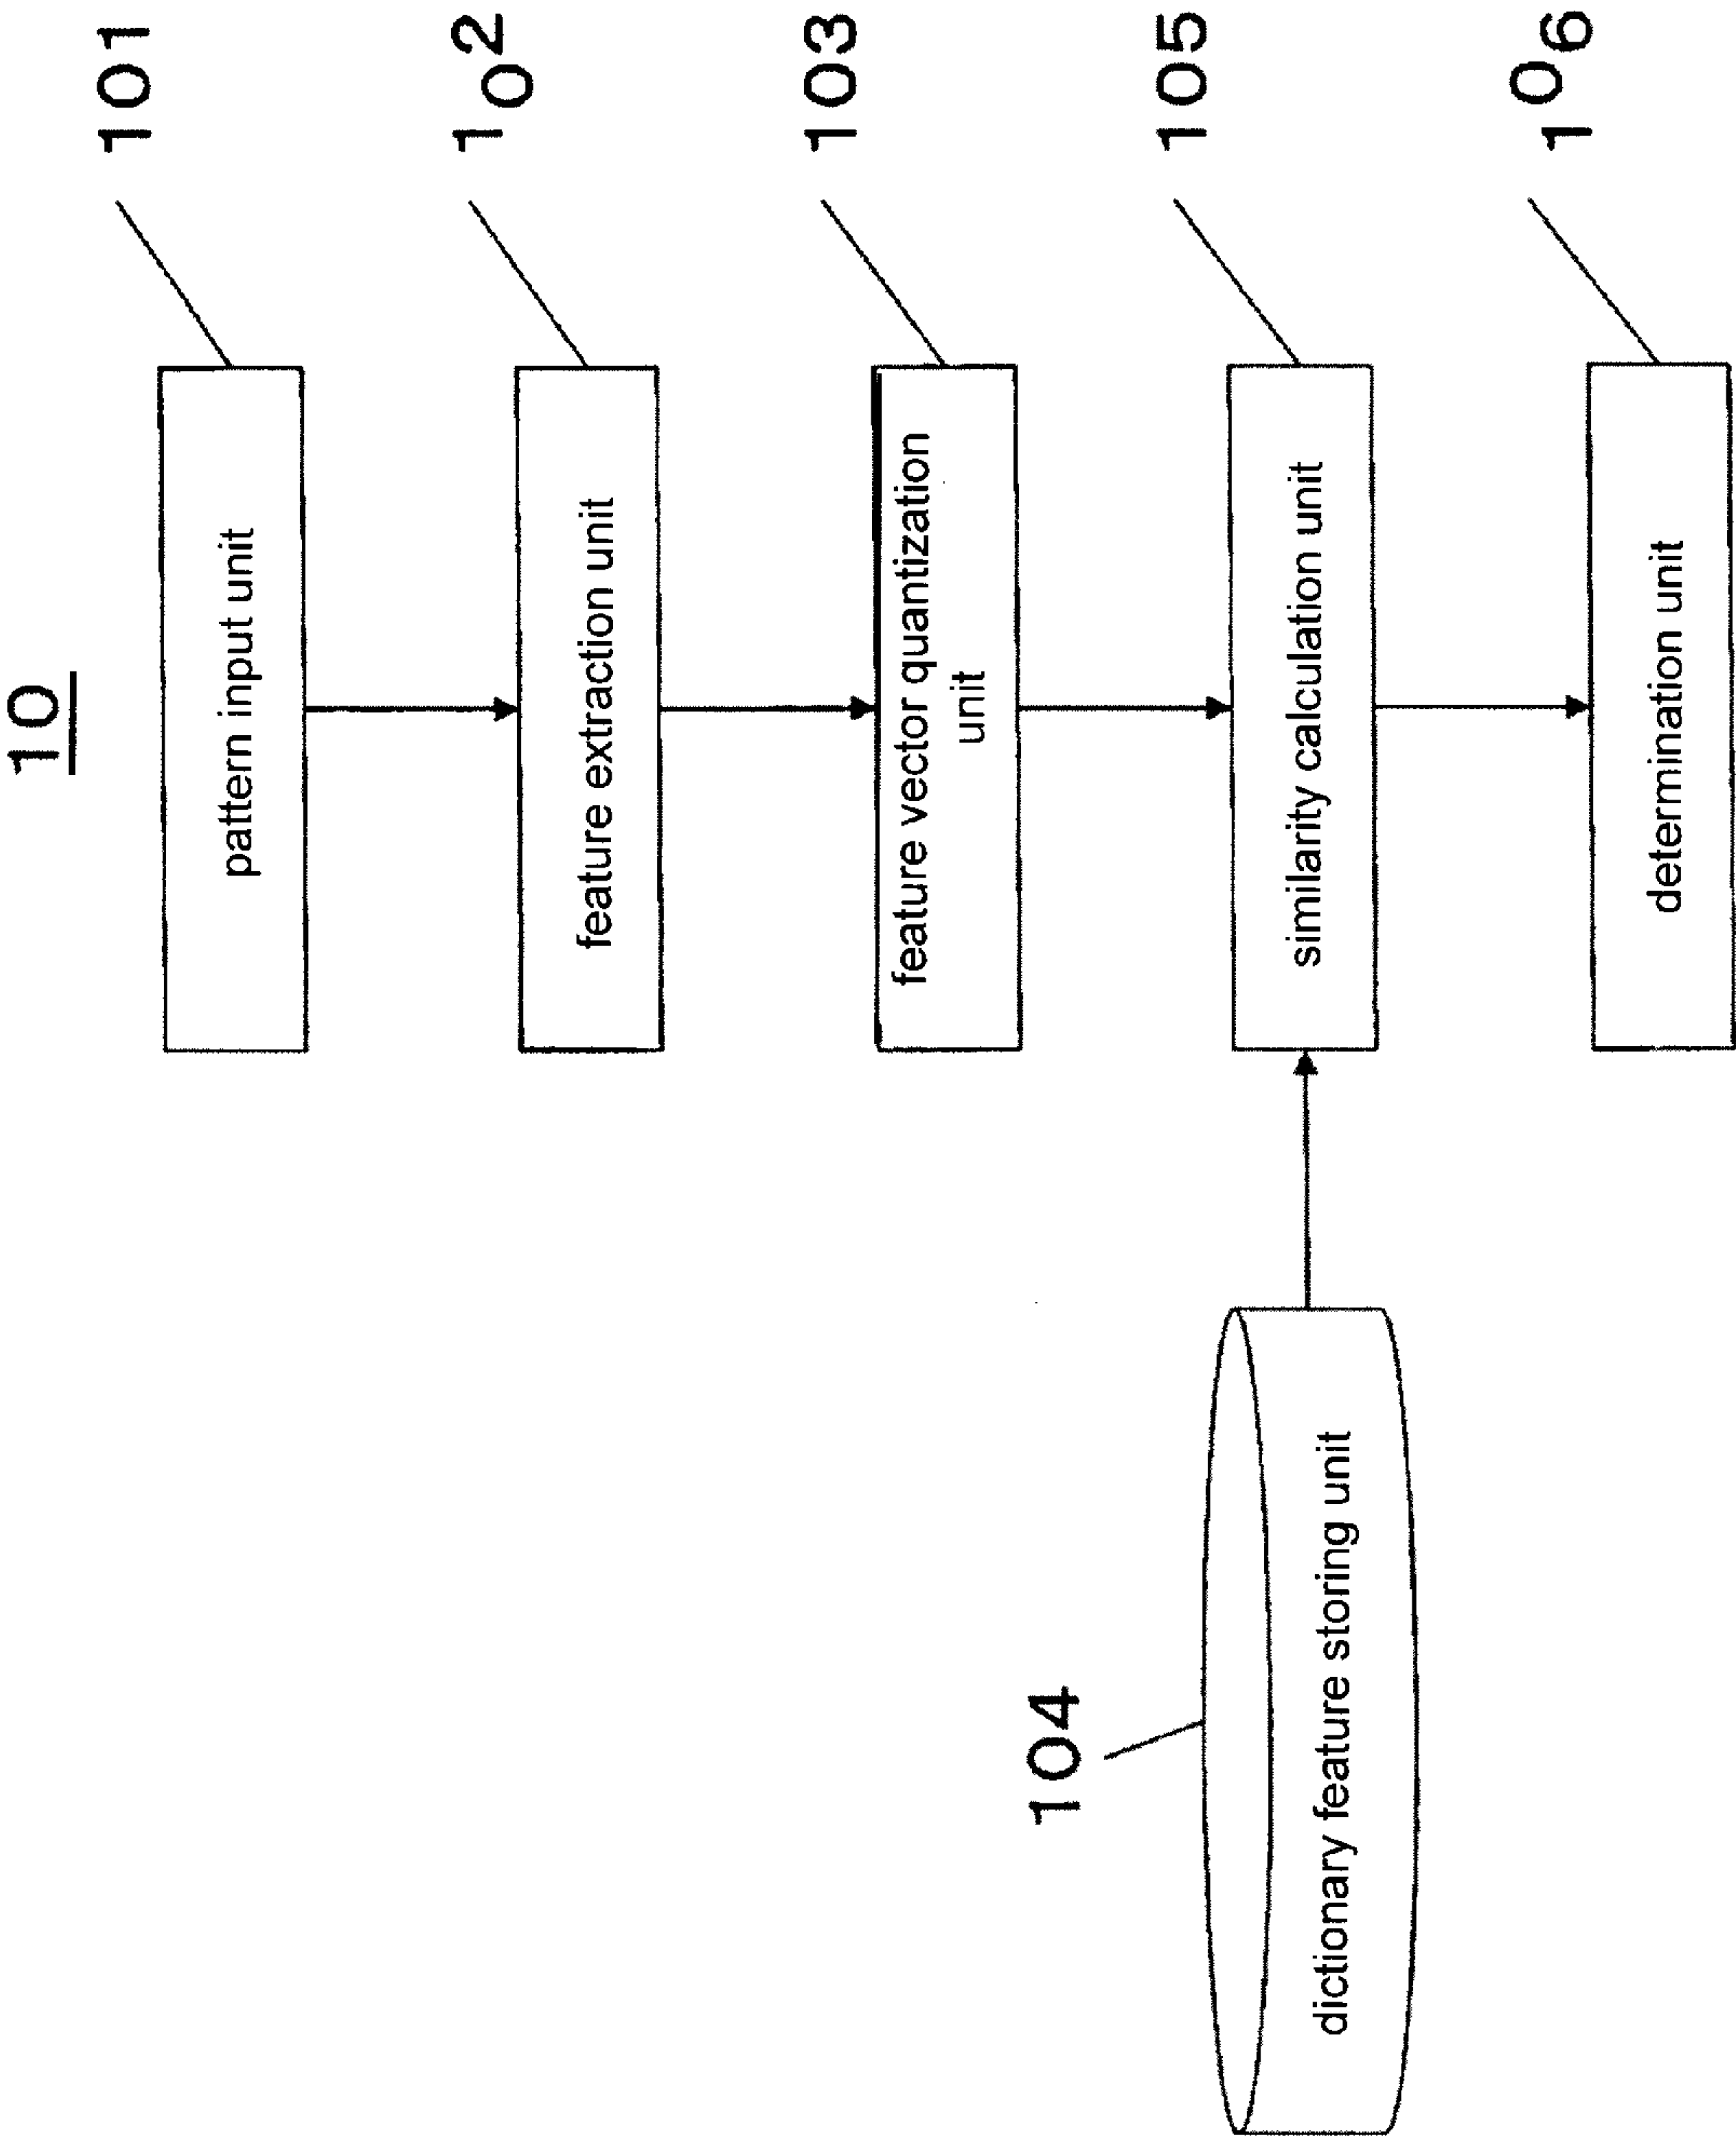 10
101
pattern input unit
102
feature extraction unit
103
feature vector quantization
unit
104
dictionary feature storing unit
105
similarity calculation unit
106
determination unit